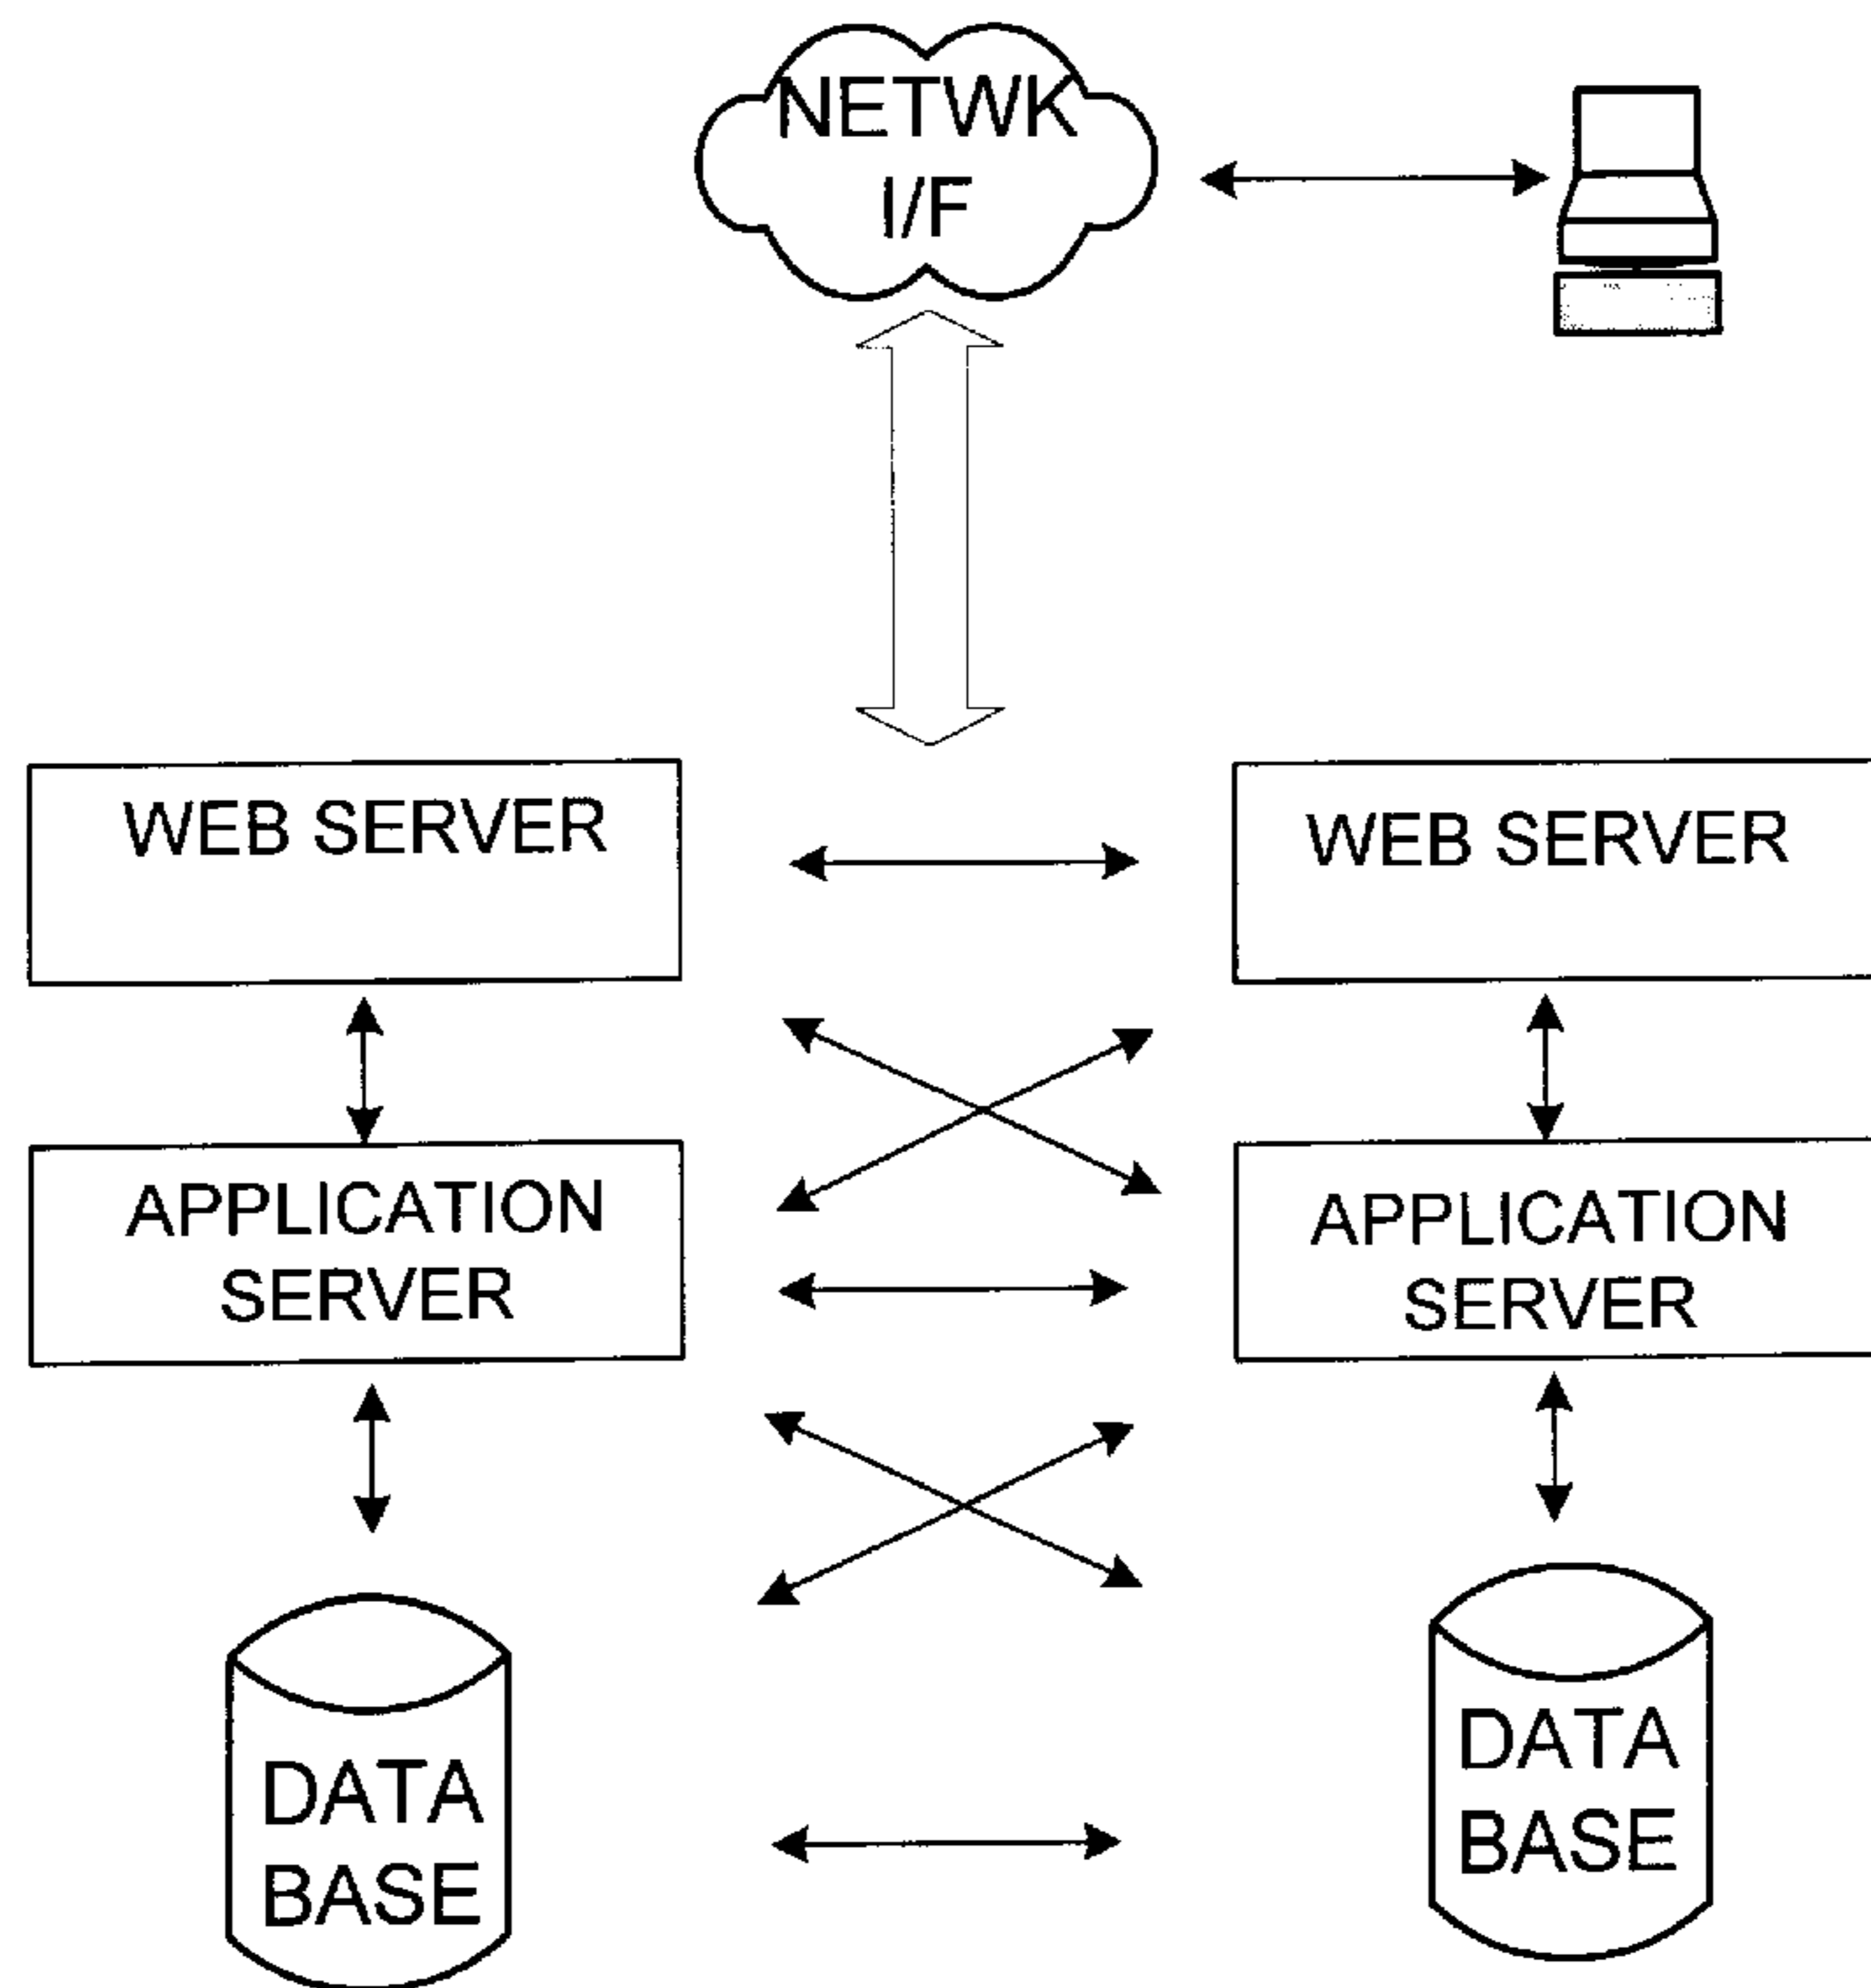 NETWK
I/F
WEB SERVER
WEB SERVER
APPLICATION
SERVER
APPLICATION
SERVER
DATA
BASE
DATA
BASE